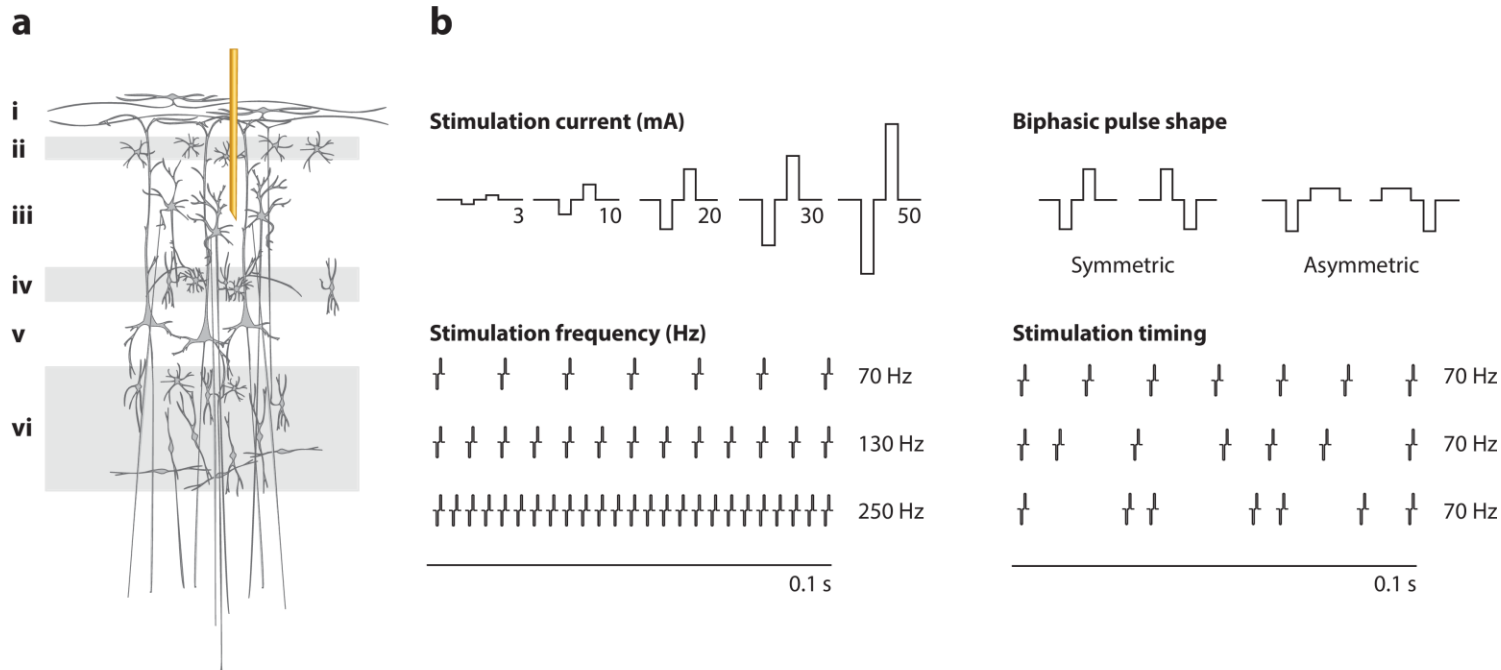 a
i
ii
iii
iv
v
vi
b
Stimulation current (mA)
3 10 20 30 50
Biphasic pulse shape
Symmetric Asymmetric
Stimulation frequency (Hz)
70 Hz
130 Hz
250 Hz
0.1 s
Stimulation timing
70 Hz
70 Hz
70 Hz
0.1 s